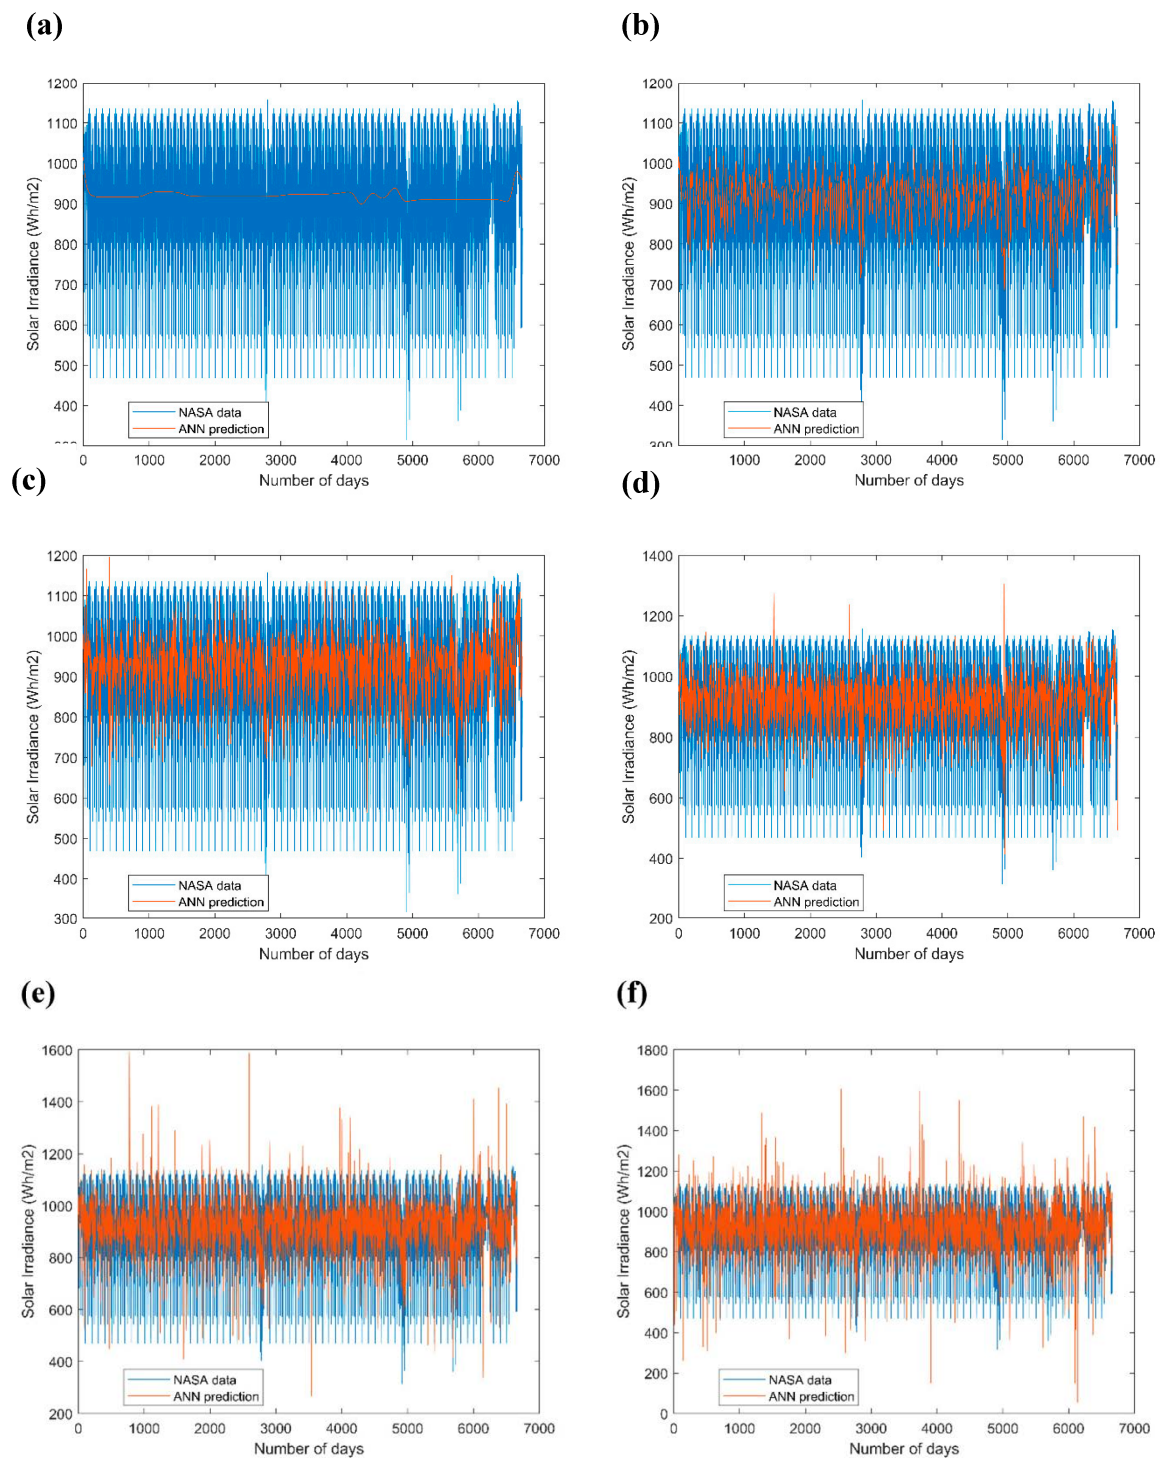 (a)
(b)
1200
1100
1000
900
800
700
600
500
400
Solar Irradiance (Wh/m2)
NASA data
ANN prediction
0 1000 2000 3000 4000 5000 6000 7000
Number of days
1200
1100
1000
900
800
700
600
500
400
Solar Irradiance (Wh/m2)
NASA data
ANN prediction
1000 2000 3000 4000 5000 6000 7000
Number of days
(c)
(d)
1200
1100
1000
900
800
700
600
500
400
300
Solar Irradiance (Wh/m2)
NASA data
ANN prediction
0 1000 2000 3000 4000 5000 6000 7000
Number of days
1400
1200
1000
800
600
400
200
Solar Irradiance (Wh/m2)
NASA data
ANN prediction
0 1000 2000 3000 4000 5000 6000 7000
Number of days
(e)
(f)
1600
1400
1200
1000
800
600
400
200
Solar Irradiance (Wh/m2)
NASA data
ANN prediction
0 1000 2000 3000 4000 5000 6000 7000
Number of days
1800
1600
1400
1200
1000
800
600
400
200
0
Solar Irradiance (Wh/m2)
NASA data
ANN prediction
0 1000 2000 3000 4000 5000 6000 7000
Number of days